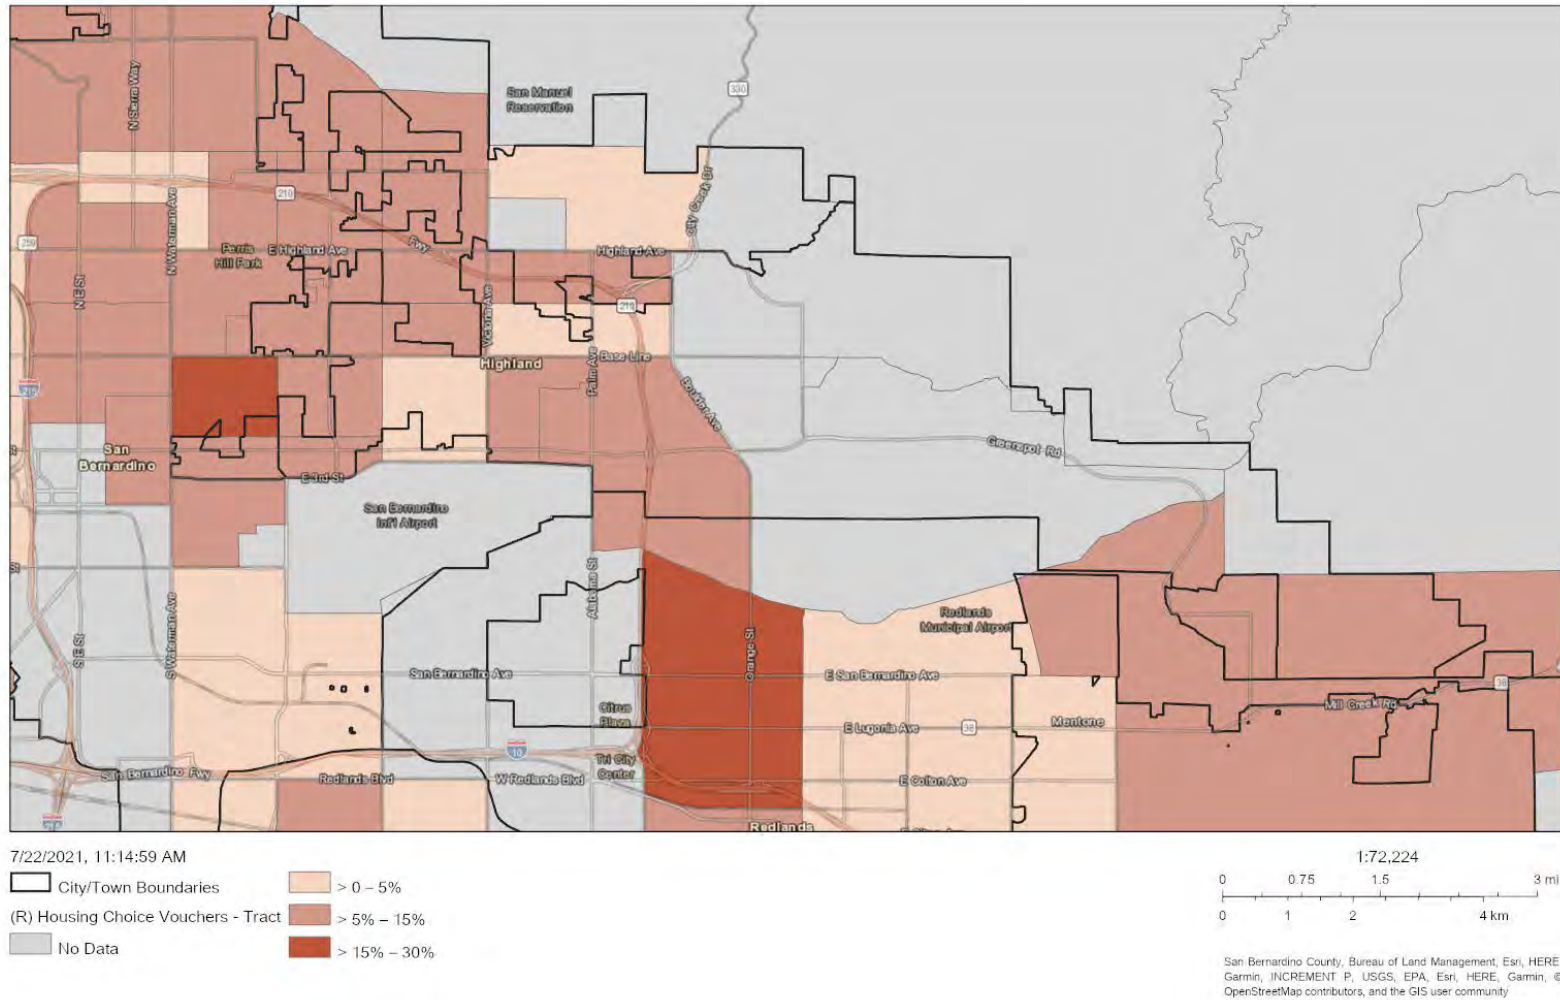 San Manuel
Reservation
330
N Sierra Way
210
N Waterman Ave
City Creek Dr
259
Perris
Hill Park
E Highland Ave
Fwy
Highland Ave
N E St
Victoria Ave
210
Highland
Base Line
Palm Ave
215
Boulder Ave
San
Bernardino
Greenspot Rd
E 3rd St
San Bernardino
Int'l Airport
Alabama St
Redlands
Municipal Airport
S Waterman Ave
S E St
Orange St
San Bernardino Ave
E San Bernardino Ave
38
Mill Creek Rd
Citrus
Plaza
E Lugonia Ave
38
Mentone
10
Tri City
Center
San Bernardino Fwy
Redlands Blvd
W Redlands Blvd
E Colton Ave
Redlands
7/22/2021, 11:14:59 AM
City/Town Boundaries
(R) Housing Choice Vouchers - Tract
No Data
> 0 – 5%
> 5% – 15%
> 15% – 30%
1:72,224
0 0.75 1.5 3 mi
0 1 2 4 km
San Bernardino County, Bureau of Land Management, Esri, HERE,
Garmin, INCREMENT P, USGS, EPA, Esri, HERE, Garmin, ©
OpenStreetMap contributors, and the GIS user community